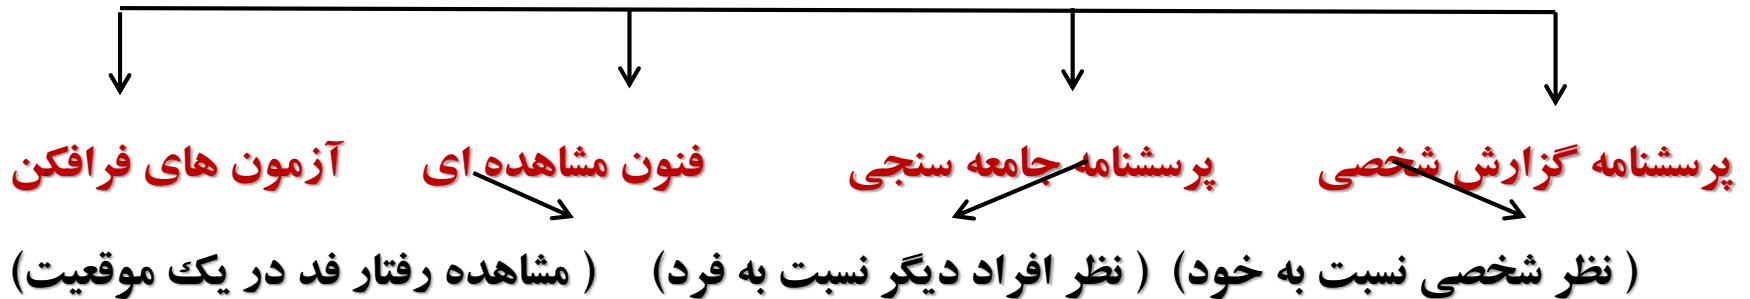 پرسشنامه گزارش شخصی پرسشنامه جامعه سنجی فنون مشاهده ای آزمون های فرافکن
( نظر شخصی نسبت به خود) ( نظر افراد دیگر نسبت به فرد) ( مشاهده رفتار فد در یک موقعیت)